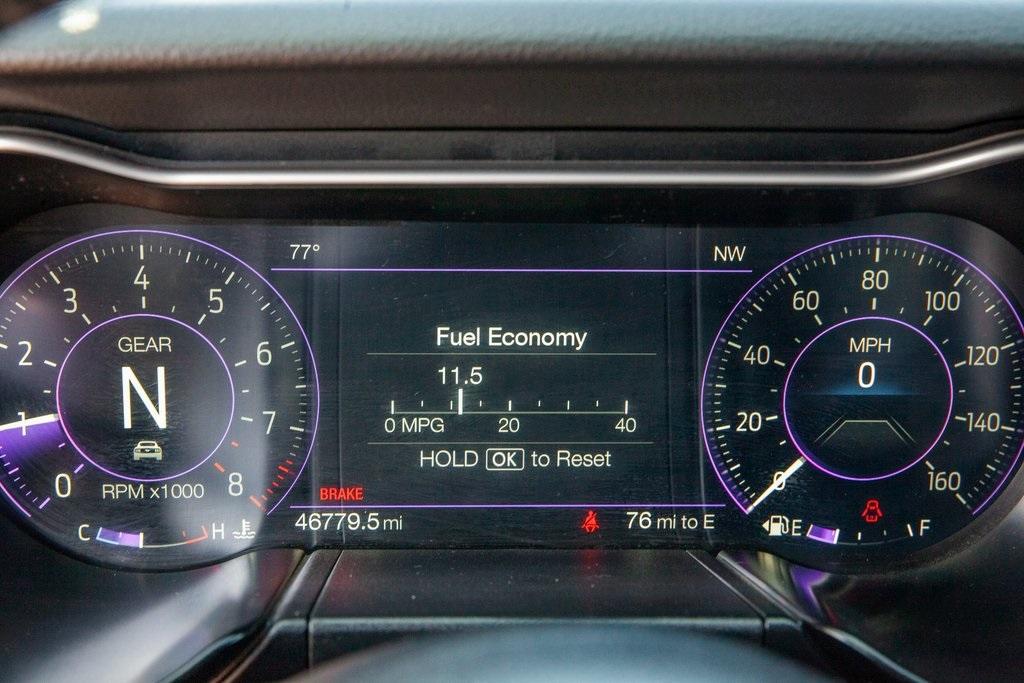 77°
NW
GEAR
N
0
1
2
3
4
5
6
7
8
RPM x1000
C
H
Fuel Economy
11.5
0 MPG 20 40
HOLD OK to Reset
BRAKE
46779.5 mi
76 mi to E
MPH
0
0
20
40
60
80
100
120
140
160
E
F